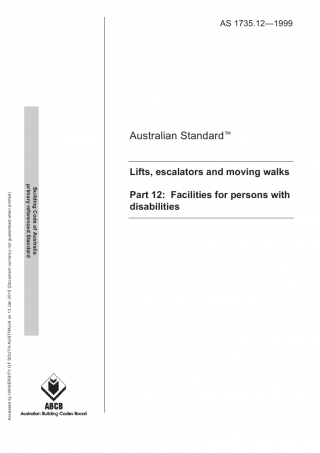 AS 1735.12—1999
Australian Standard™
Lifts, escalators and moving walks
Part 12: Facilities for persons with
disabilities
Building Code of Australia
primary referenced Standard
Accessed by UNIVERSITY OF SOUTH AUSTRALIA on 15 Jan 2015 (Document currency not guaranteed when printed)
ABCB
Australian Building Codes Board